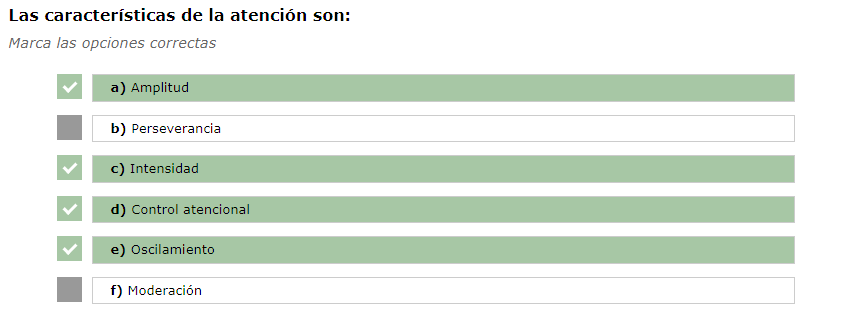 Las características de la atención son:
Marca las opciones correctas
a) Amplitud
b) Perseverancia
c) Intensidad
d) Control atencional
e) Oscilamiento
f) Moderación